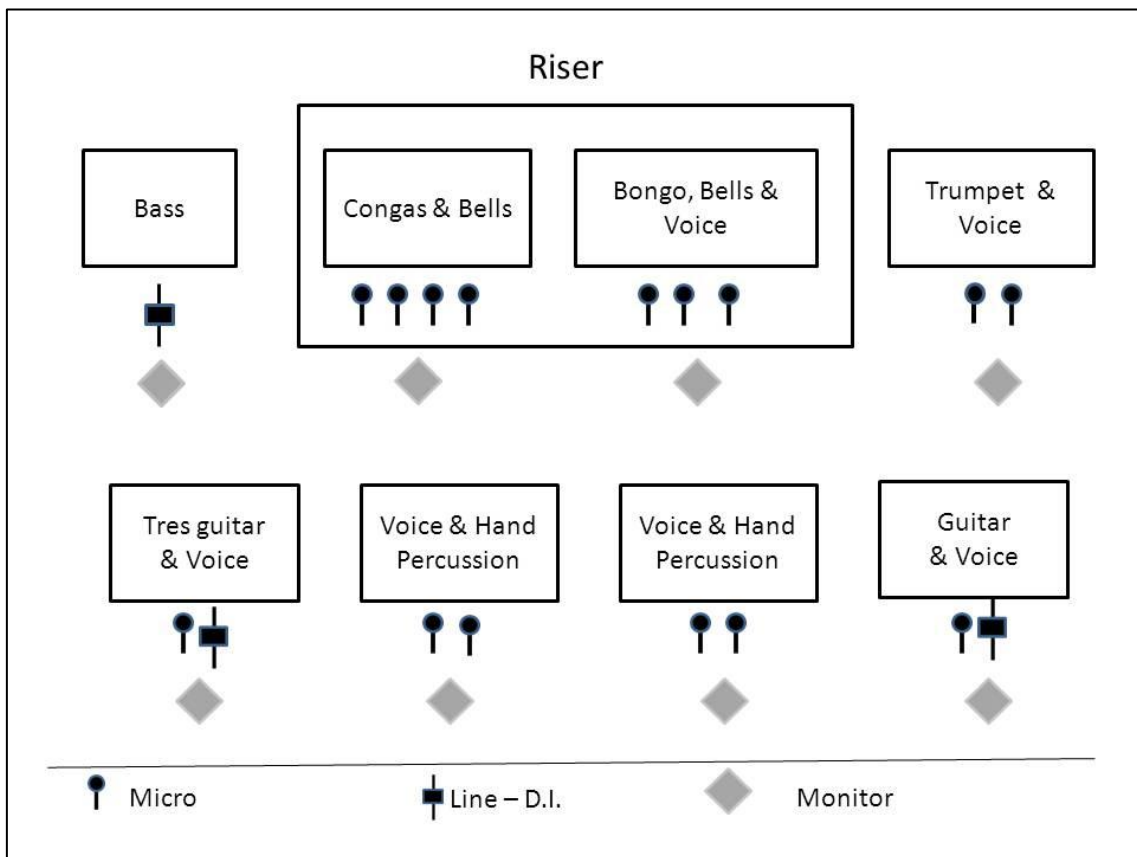 Riser
Bass
Congas & Bells
Bongo, Bells &
Voice
Trumpet &
Voice
Tres guitar
& Voice
Voice & Hand
Percussion
Voice & Hand
Percussion
Guitar
& Voice
Micro
Line – D.I.
Monitor